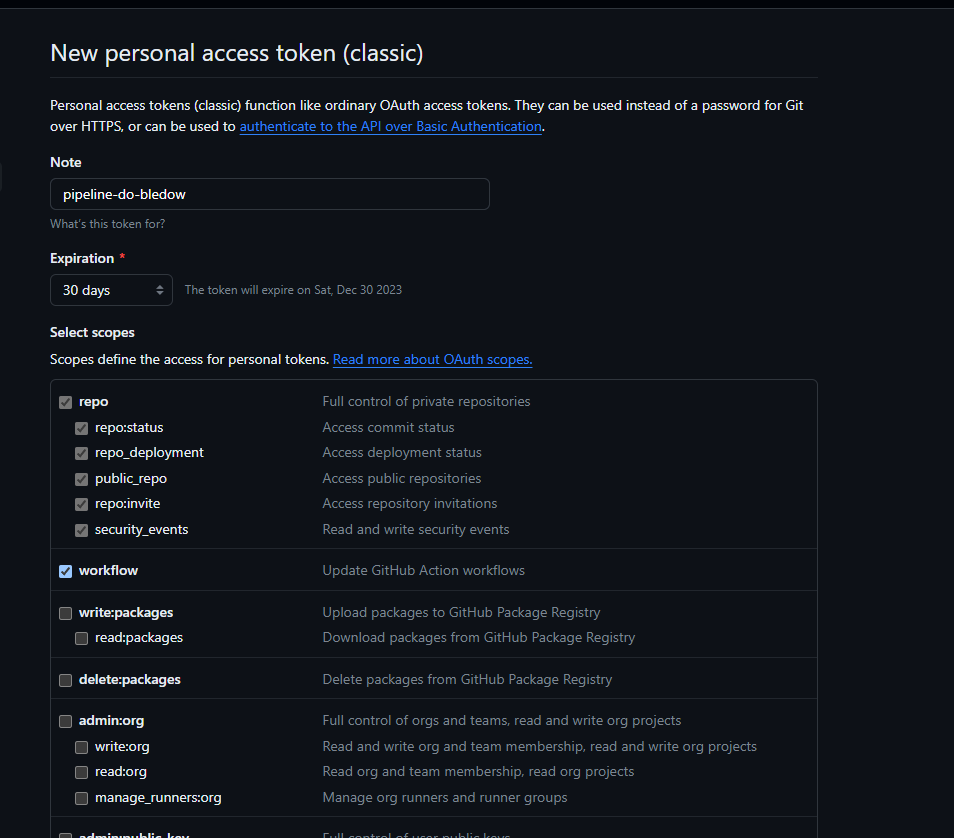 New personal access token (classic)
Personal access tokens (classic) function like ordinary OAuth access tokens. They can be used instead of a password for Git
over HTTPS, or can be used to authenticate to the API over Basic Authentication.
Note
pipeline-do-bledow
What's this token for?
Expiration *
30 days The token will expire on Sat, Dec 30 2023
Select scopes
Scopes define the access for personal tokens. Read more about OAuth scopes.
repo Full control of private repositories
repo:status Access commit status
repo_deployment Access deployment status
public_repo Access public repositories
repo:invite Access repository invitations
security_events Read and write security events
workflow Update GitHub Action workflows
write:packages Upload packages to GitHub Package Registry
read:packages Download packages from GitHub Package Registry
delete:packages Delete packages from GitHub Package Registry
admin:org Full control of orgs and teams, read and write org projects
write:org Read and write org and team membership, read and write org projects
read:org Read org and team membership, read org projects
manage_runners:org Manage org runners and runner groups
admin:public_key Full control of user public keys